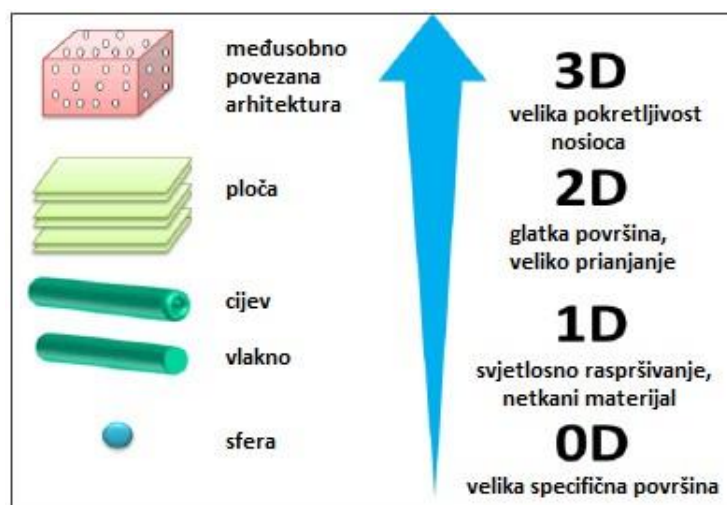 međusobno
povezana
arhitektura
ploča
cijev
vlakno
sfera
3D
velika pokretljivost
nosioca
2D
glatka površina,
veliko prianjanje
1D
svjetlosno raspršivanje,
netkani materijal
0D
velika specifična površina